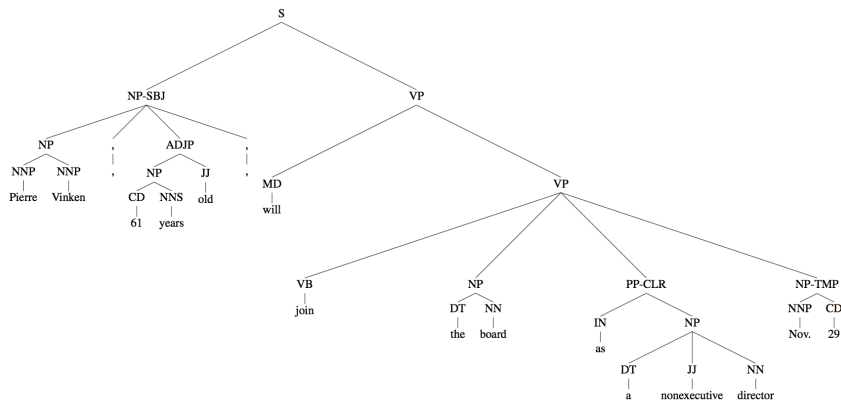 S
NP-SBJ VP
NP , ADJP ,
NNP NNP , NP JJ , MD VP
Pierre Vinken CD NNS old will
61 years
VB NP PP-CLR NP-TMP
join DT NN IN NP NNP CD
the board as Nov. 29
DT JJ NN
a nonexecutive director